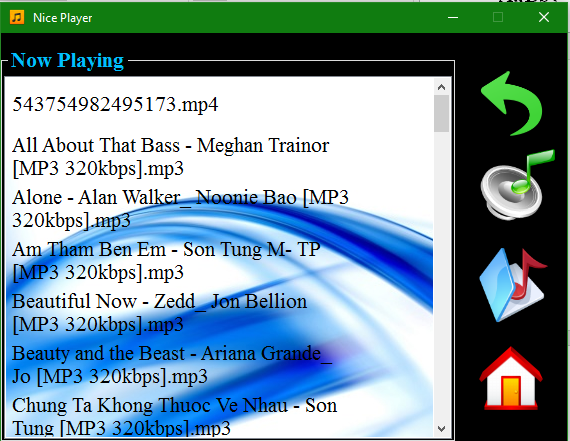 Nice Player
Now Playing
543754982495173.mp4
All About That Bass - Meghan Trainor
[MP3 320kbps].mp3
Alone - Alan Walker_ Noonie Bao [MP3
320kbps].mp3
Am Tham Ben Em - Son Tung M- TP
[MP3 320kbps].mp3
Beautiful Now - Zedd_ Jon Bellion
[MP3 320kbps].mp3
Beauty and the Beast - Ariana Grande_
Jo [MP3 320kbps].mp3
Chung Ta Khong Thuoc Ve Nhau - Son
Tung [MP3 320kbps].mp3